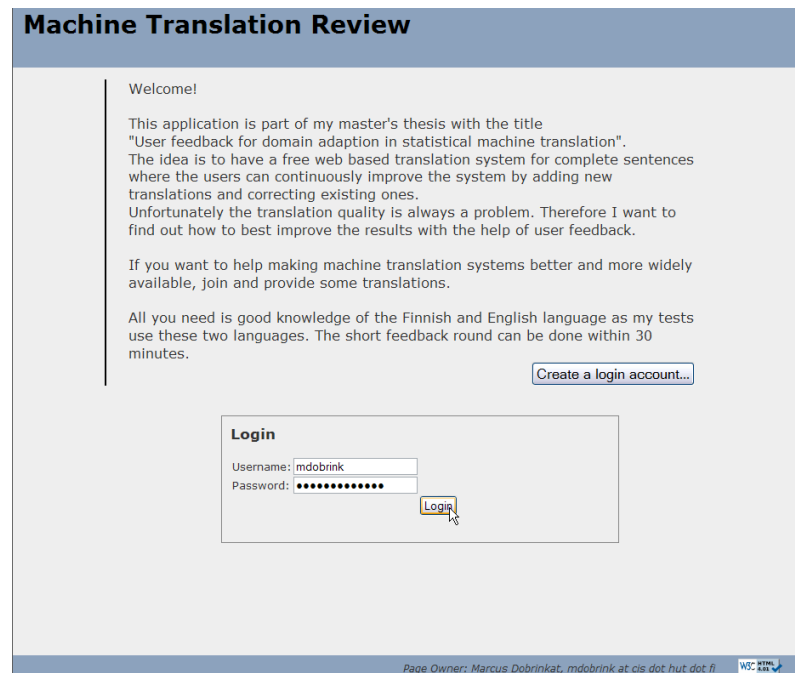 Machine Translation Review
Welcome!
This application is part of my master's thesis with the title
"User feedback for domain adaption in statistical machine translation".
The idea is to have a free web based translation system for complete sentences
where the users can continuously improve the system by adding new
translations and correcting existing ones.
Unfortunately the translation quality is always a problem. Therefore I want to
find out how to best improve the results with the help of user feedback.
If you want to help making machine translation systems better and more widely
available, join and provide some translations.
All you need is good knowledge of the Finnish and English language as my tests
use these two languages. The short feedback round can be done within 30
minutes.
Create a login account...
Login
Username: mdobrink
Password: •••••••••••••
Login
Page Owner: Marcus Dobrinkat, mdobrink at cis dot hut dot fi
W3C HTML 4.01